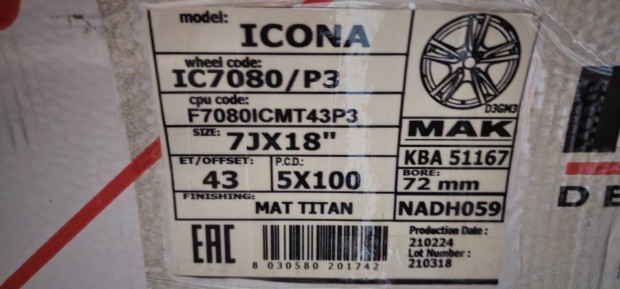 model:
ICONA
wheel code:
IC7080/P3
cpu code:
F7080ICMT43P3
D3GM3
SIZE: 7JX18"
MAK
ET/OFFSET: P.C.D.:
43 5X100
KBA 51167
BORE:
72 mm
FINISHING:
MAT TITAN
NADH059
EAC
8 030580 201742
Production Date :
210224
Lot Number :
210318
DE